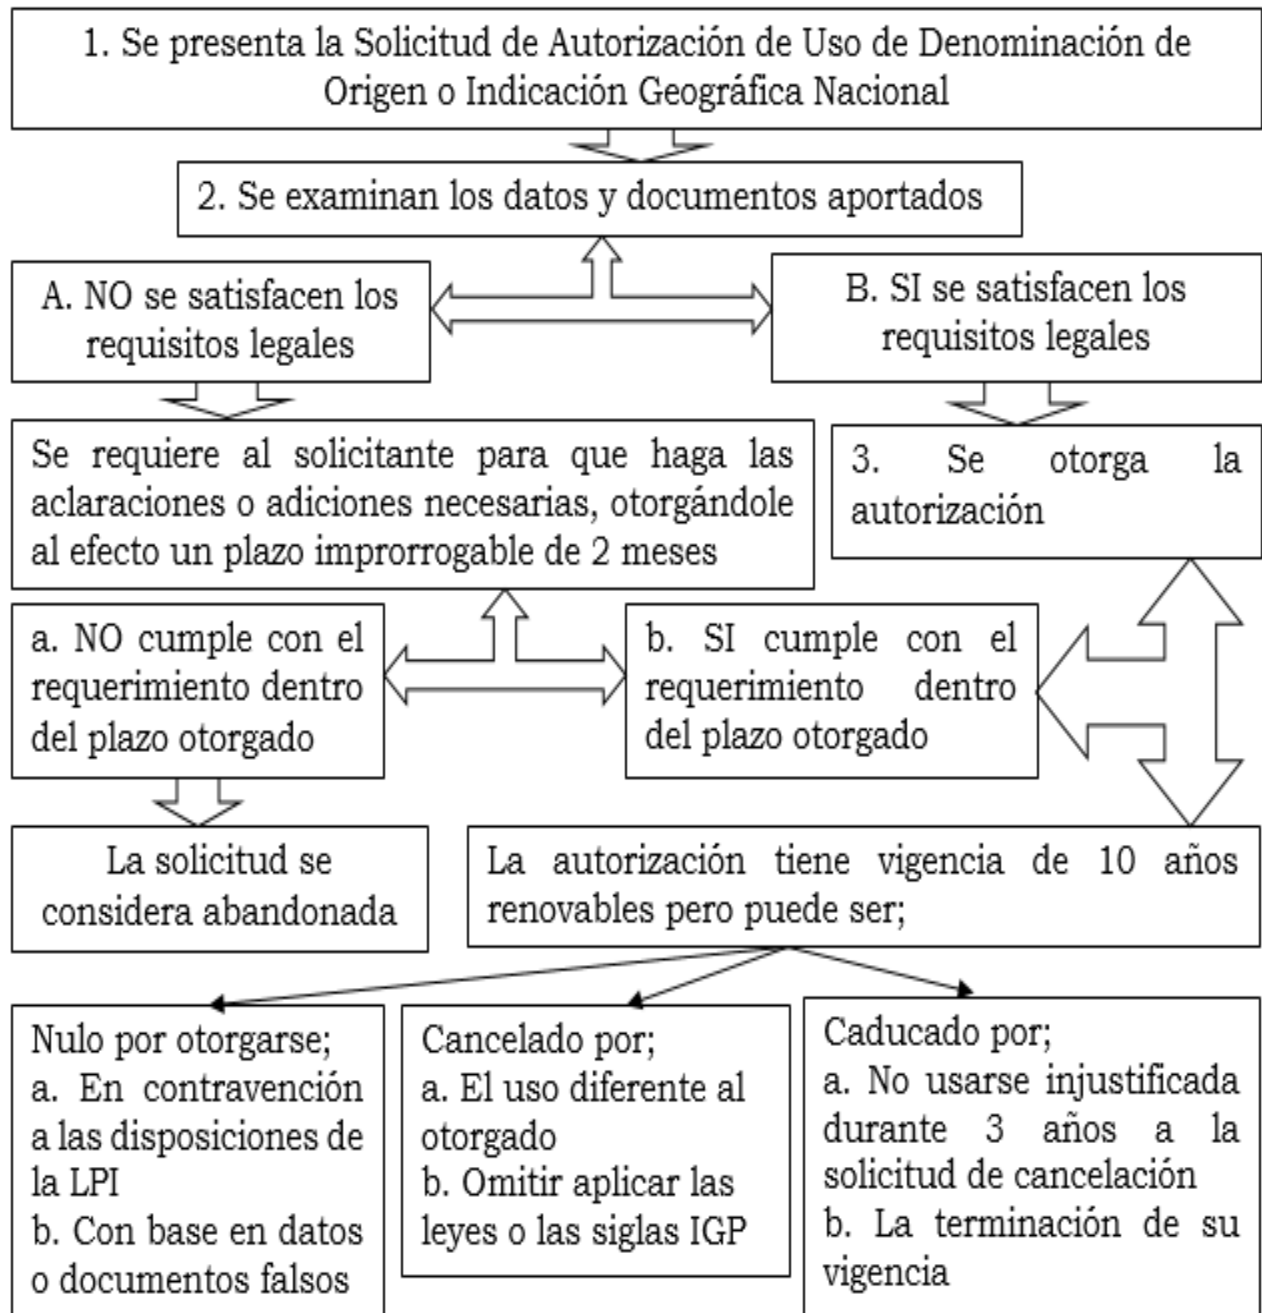 1. Se presenta la Solicitud de Autorización de Uso de Denominación de
Origen o Indicación Geográfica Nacional
2. Se examinan los datos y documentos aportados
A. NO se satisfacen los
requisitos legales
B. SI se satisfacen los
requisitos legales
Se requiere al solicitante para que haga las
aclaraciones o adiciones necesarias, otorgándole
al efecto un plazo improrrogable de 2 meses
3. Se otorga la
autorización
a. NO cumple con el
requerimiento dentro
del plazo otorgado
b. SI cumple con el
requerimiento dentro
del plazo otorgado
La solicitud se
considera abandonada
La autorización tiene vigencia de 10 años
renovables pero puede ser;
Nulo por otorgarse;
a. En contravención
a las disposiciones de
la LPI
b. Con base en datos
o documentos falsos
Cancelado por;
a. El uso diferente al
otorgado
b. Omitir aplicar las
leyes o las siglas IGP
Caducado por;
a. No usarse injustificada
durante 3 años a la
solicitud de cancelación
b. La terminación de su
vigencia